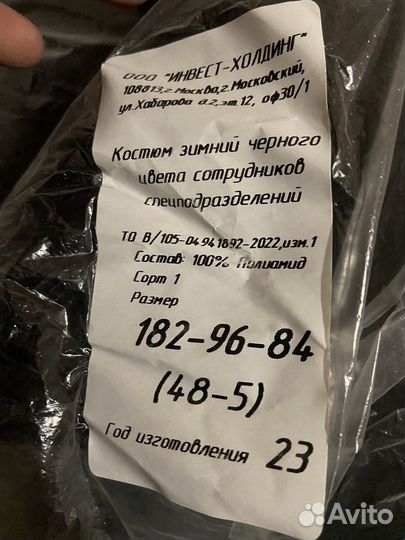 ООО "ИНВЕСТ-ХОЛДИНГ"
108813,г.Москва,г.Московский,
ул.Хабарова д.2,эт.12, оф30/1
Костюм зимний черного
цвета сотрудников
спецподразделений
ТО В/105-04941892-2022,изм.1
Состав: 100% Полиамид
Сорт 1
Размер
182-96-84
(48-5)
Год изготовления 23
Avito